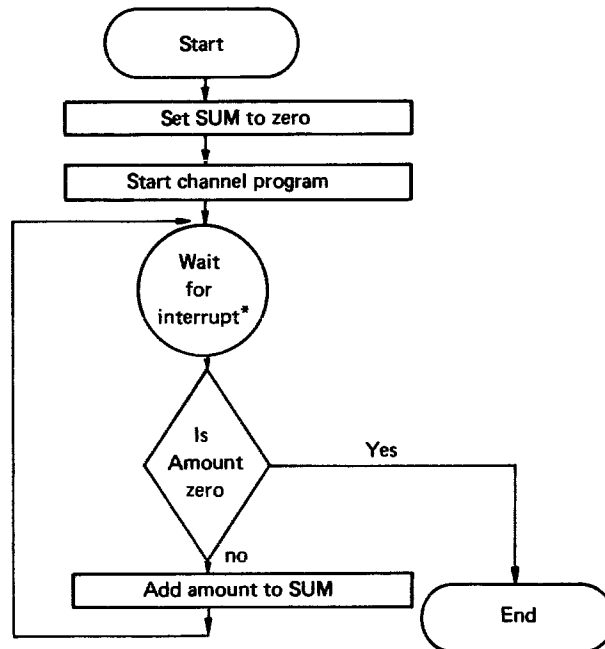 Start
Set SUM to zero
Start channel program
Wait
for
interrupt*
Is
Amount
zero
Yes
no
Add amount to SUM
End